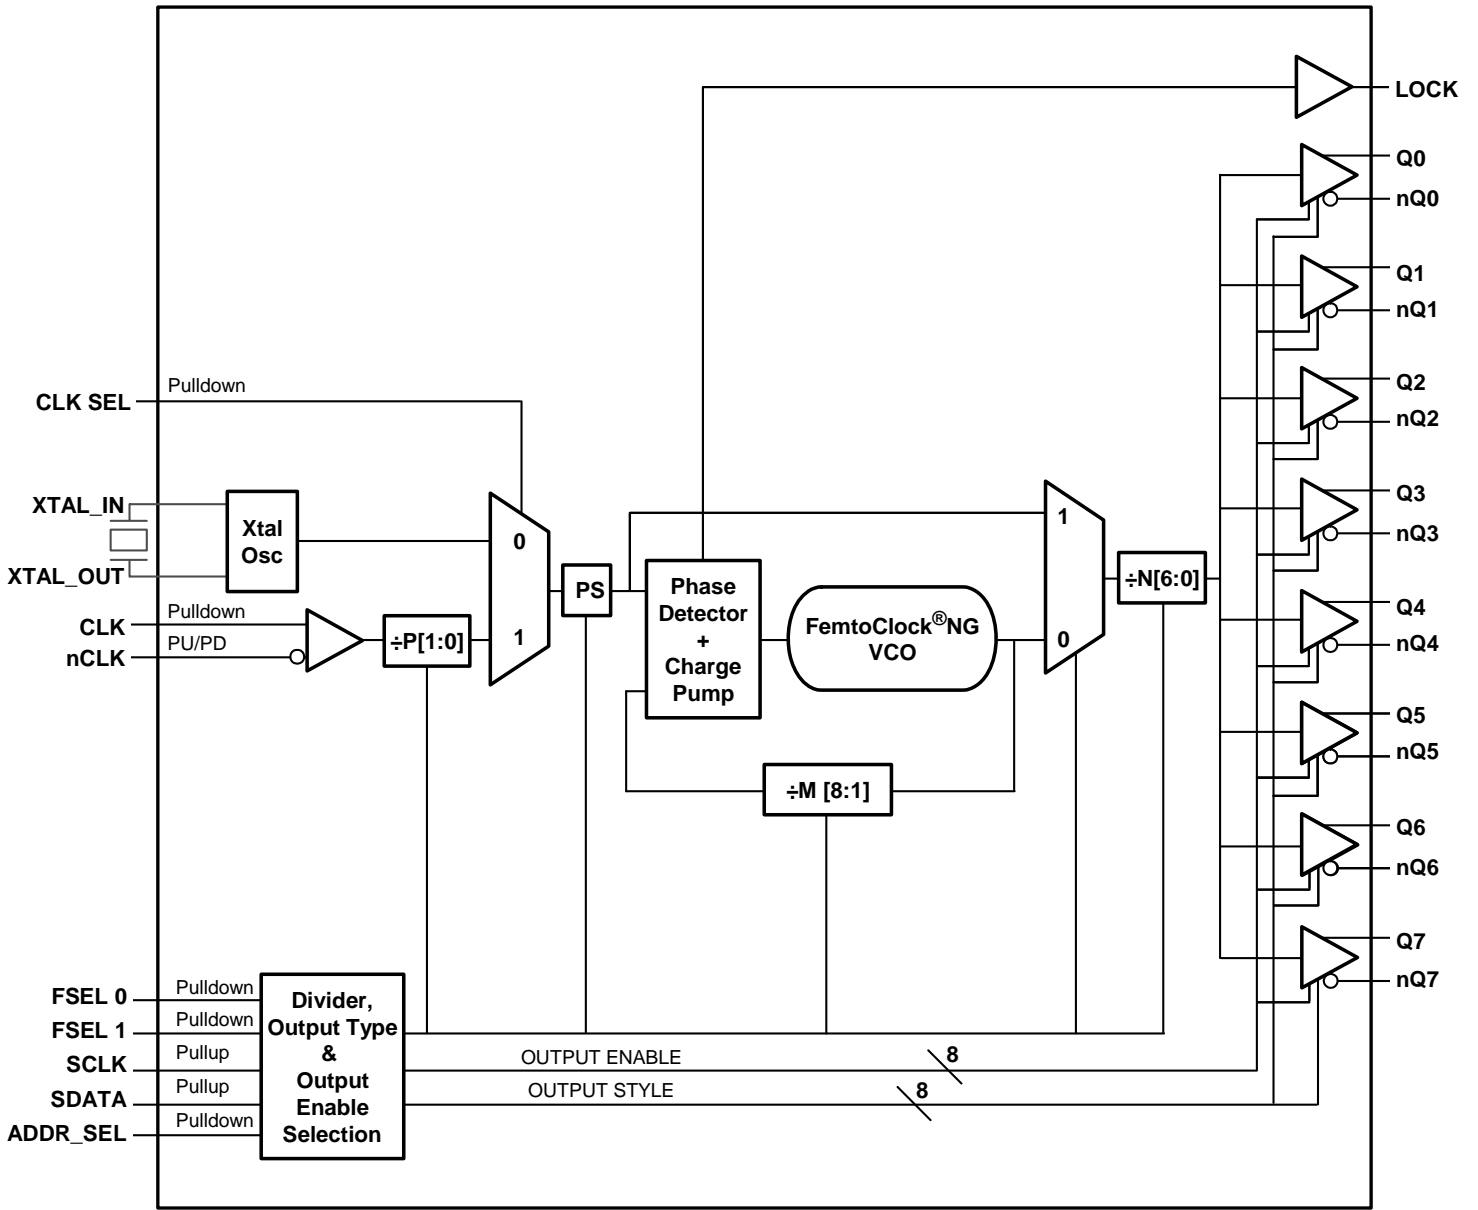 LOCK
Q0
nQ0
Q1
nQ1
Pulldown
CLK SEL
Q2
nQ2
XTAL_IN
XTAL_OUT
Xtal
Osc
0
1
PS
Phase
Detector
+
Charge
Pump
FemtoClock®NG
VCO
1
0
÷N[6:0]
Q3
nQ3
Pulldown
CLK
PU/PD
nCLK
÷P[1:0]
Q4
nQ4
÷M [8:1]
Q5
nQ5
Q6
nQ6
Q7
nQ7
FSEL 0
Pulldown
FSEL 1
Pulldown
SCLK
Pullup
SDATA
Pullup
ADDR_SEL
Pulldown
Divider,
Output Type
&
Output
Enable
Selection
OUTPUT ENABLE
8
OUTPUT STYLE
8